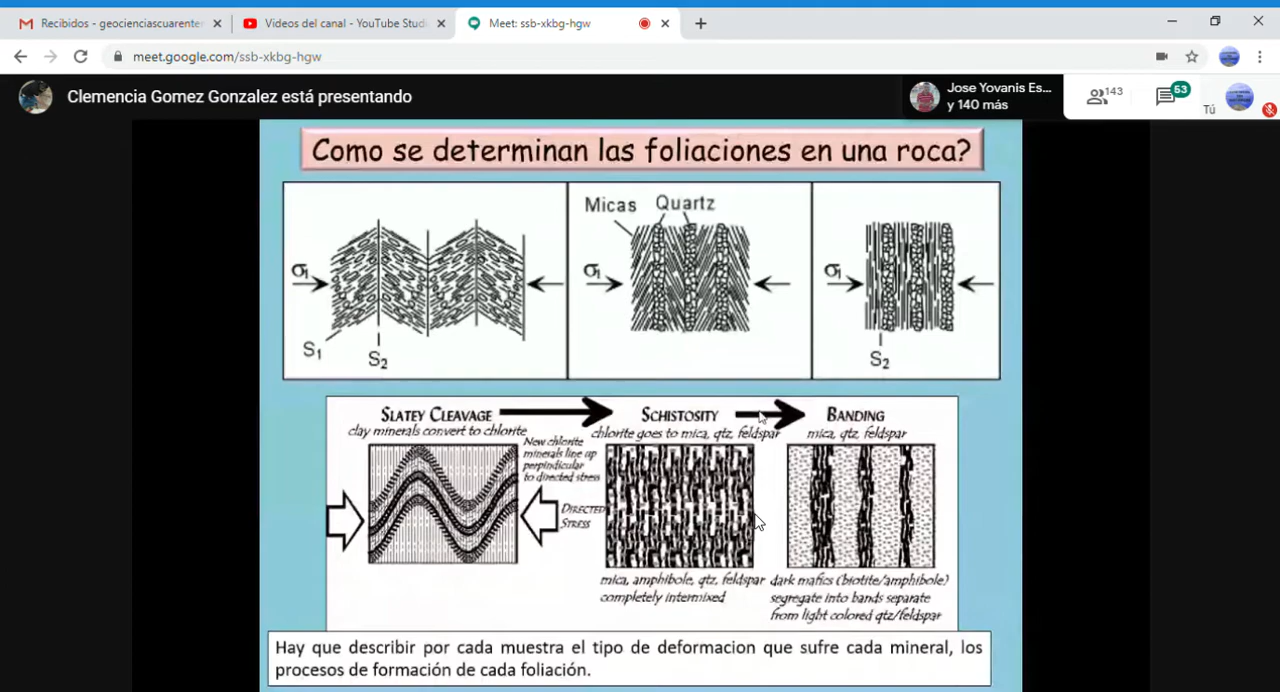 Recibidos - geocienciascuarente
Videos del canal - YouTube Studi
Meet: ssb-xkbg-hgw
meet.google.com/ssb-xkbg-hgw
Clemencia Gomez Gonzalez está presentando
Jose Yovanis Es...
y 140 más
143
53
Tú
Como se determinan las foliaciones en una roca?
Micas Quartz
σ1
σ1
σ1
S1
S2
S2
SLATEY CLEAVAGE
SCHISTOSITY
BANDING
clay minerals convert to chlorite
chlorite goes to mica, qtz, feldspar
mica, qtz, feldspar
New chlorite
minerals line up
perpendicular
to directed stress
DIRECTED
STRESS
mica, amphibole, qtz, feldspar
completely intermixed
dark mafics (biotite/amphibole)
segregate into bands separate
from light colored qtz/feldspar
Hay que describir por cada muestra el tipo de deformacion que sufre cada mineral, los
procesos de formación de cada foliación.